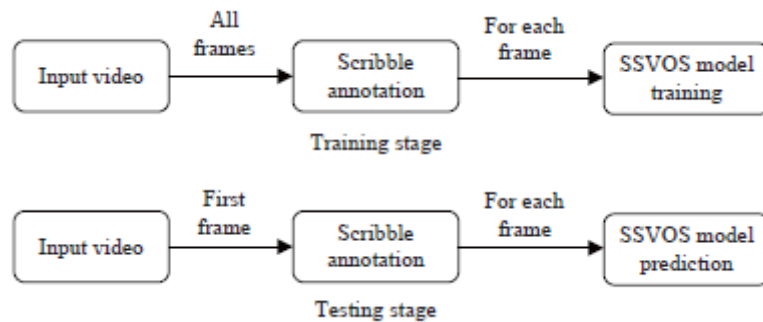 All
frames
For each
frame
Input video
Scribble
annotation
SSVOS model
training
Training stage
First
frame
For each
frame
Input video
Scribble
annotation
SSVOS model
prediction
Testing stage